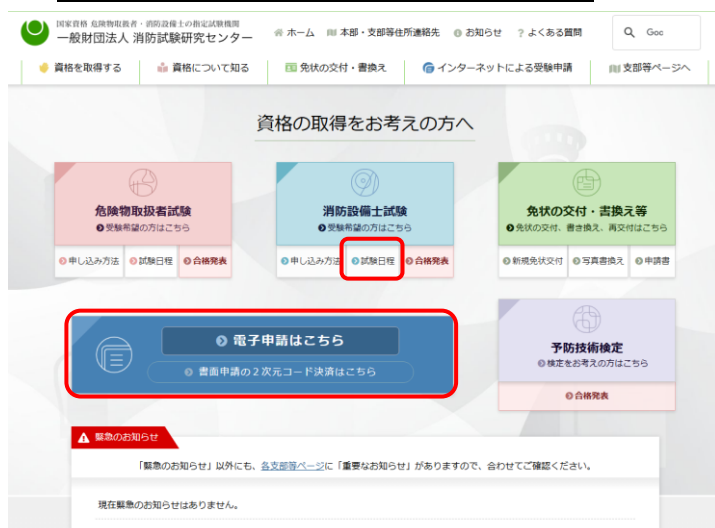 国家資格 危険物取扱者・消防設備士の指定試験機関
一般財団法人 消防試験研究センター
ホーム 本部・支部等住所連絡先 お知らせ ? よくある質問 Goo
資格を取得する 資格について知る 免状の交付・書換え インターネットによる受験申請 支部等ページへ
資格の取得をお考えの方へ
危険物取扱者試験
受験希望の方はこちら
申し込み方法 試験日程 合格発表
消防設備士試験
受験希望の方はこちら
申し込み方法 試験日程 合格発表
免状の交付・書換え等
免状の交付、書き換え、再交付はこちら
新規免状交付 写真書換え 申請書
電子申請はこちら
書面申請の2次元コード決済はこちら
予防技術検定
検定をお考えの方はこちら
合格発表
緊急のお知らせ
「緊急のお知らせ」以外にも、各支部等ページに「重要なお知らせ」がありますので、合わせてご確認ください。
現在緊急のお知らせはありません。